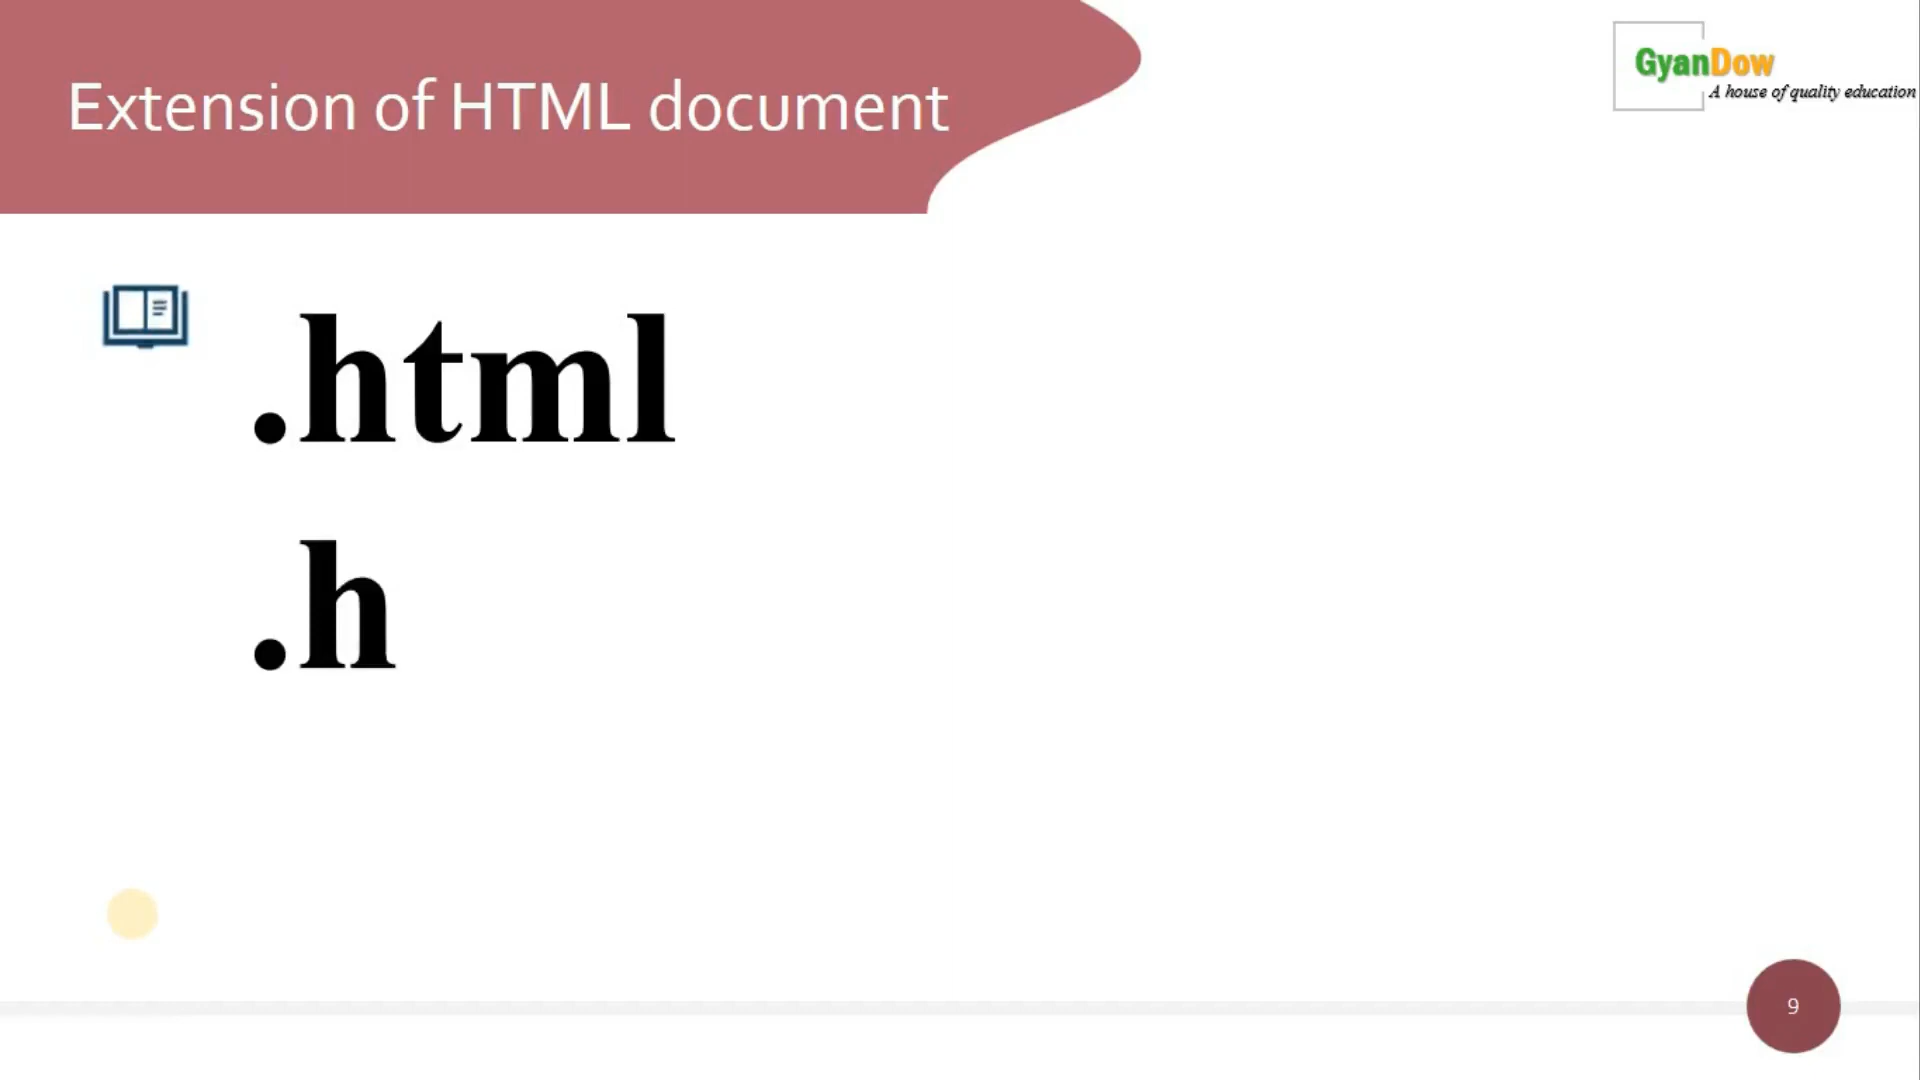 Extension of HTML document
GyanDow
A house of quality education
.html
.h
9